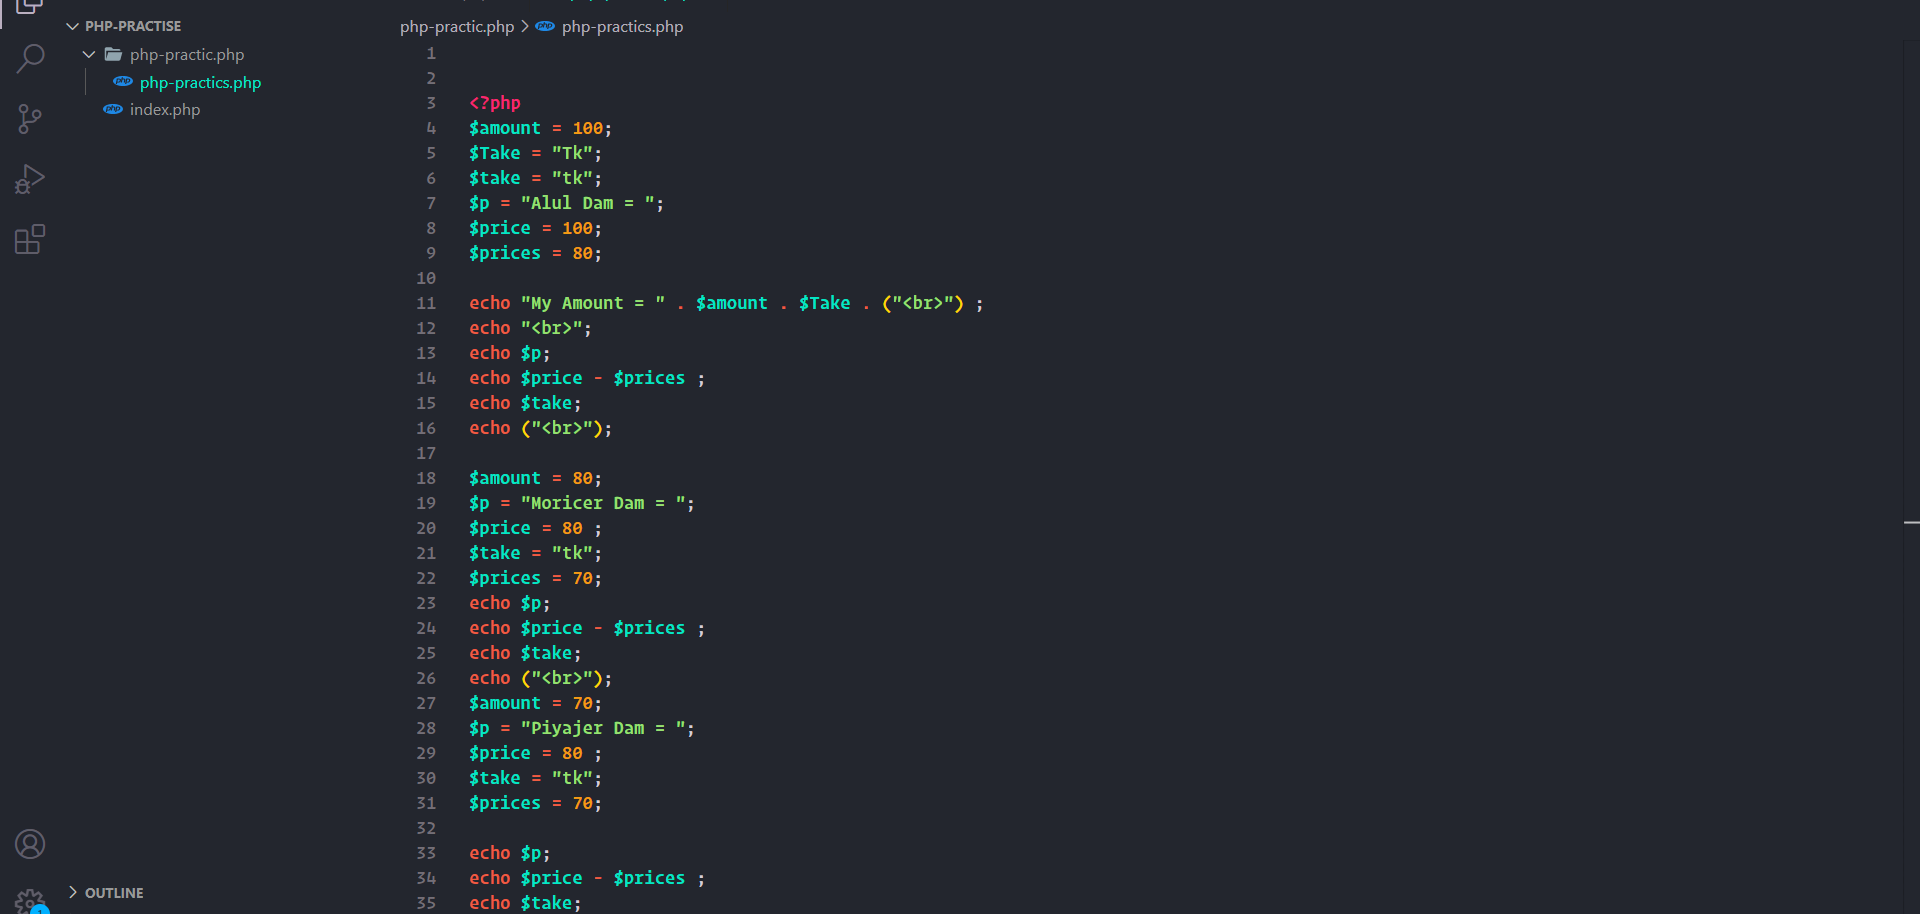 PHP-PRACTISE
php-practic.php
php-practics.php
index.php
OUTLINE
php-practic.php > php-practics.php
1
2
3 <?php
4 $amount = 100;
5 $Take = "Tk";
6 $take = "tk";
7 $p = "Alul Dam = ";
8 $price = 100;
9 $prices = 80;
10
11 echo "My Amount = " . $amount . $Take . ("<br>") ;
12 echo "<br>";
13 echo $p;
14 echo $price - $prices ;
15 echo $take;
16 echo ("<br>");
17
18 $amount = 80;
19 $p = "Moricer Dam = ";
20 $price = 80 ;
21 $take = "tk";
22 $prices = 70;
23 echo $p;
24 echo $price - $prices ;
25 echo $take;
26 echo ("<br>");
27 $amount = 70;
28 $p = "Piyajer Dam = ";
29 $price = 80 ;
30 $take = "tk";
31 $prices = 70;
32
33 echo $p;
34 echo $price - $prices ;
35 echo $take;